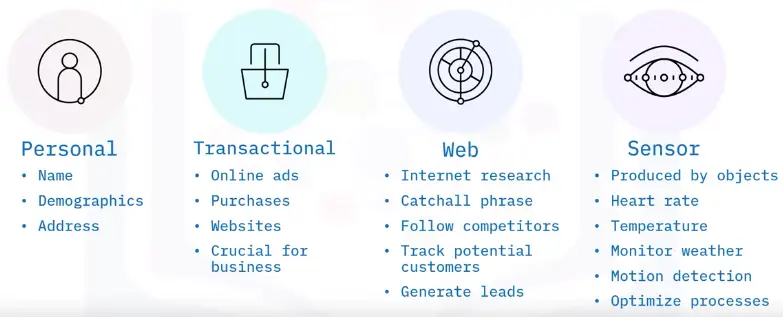 Personal
• Name
• Demographics
• Address
Transactional
• Online ads
• Purchases
• Websites
• Crucial for
business
Web
• Internet research
• Catchall phrase
• Follow competitors
• Track potential
customers
• Generate leads
Sensor
• Produced by objects
• Heart rate
• Temperature
• Monitor weather
• Motion detection
• Optimize processes